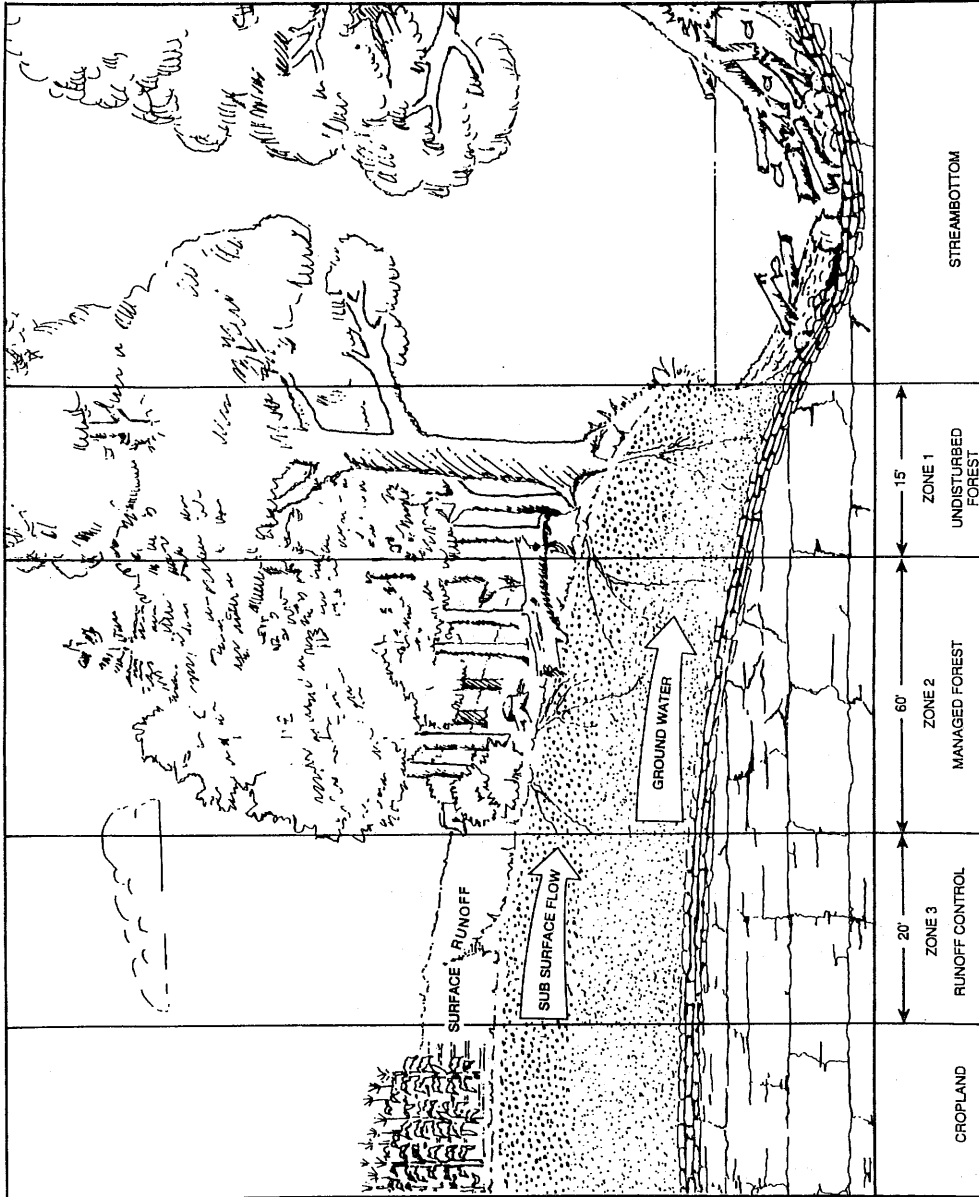 SURFACE RUNOFF
SUB SURFACE FLOW
GROUND WATER
20'
60'
15'
CROPLAND
ZONE 3
RUNOFF CONTROL
ZONE 2
MANAGED FOREST
ZONE 1
UNDISTURBED
FOREST
STREAMBOTTOM